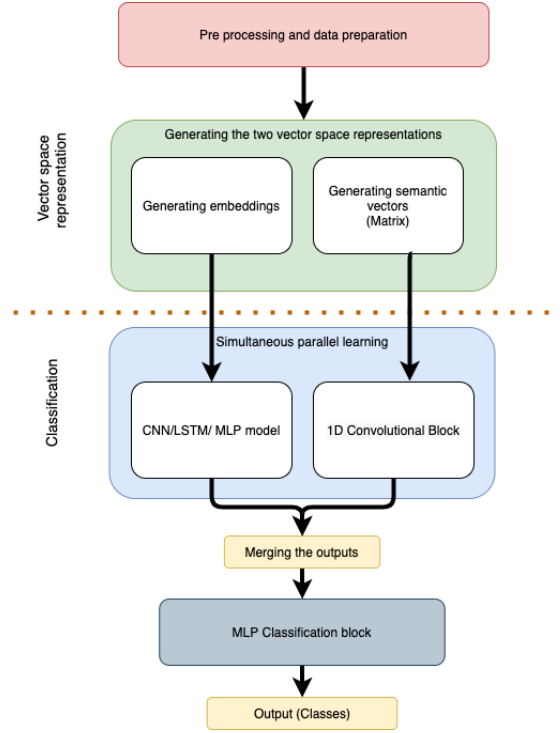 Pre processing and data preparation
Vector space
representation
Generating the two vector space representations
Generating embeddings
Generating semantic
vectors
(Matrix)
Classification
Simultaneous parallel learning
CNN/LSTM/ MLP model
1D Convolutional Block
Merging the outputs
MLP Classification block
Output (Classes)